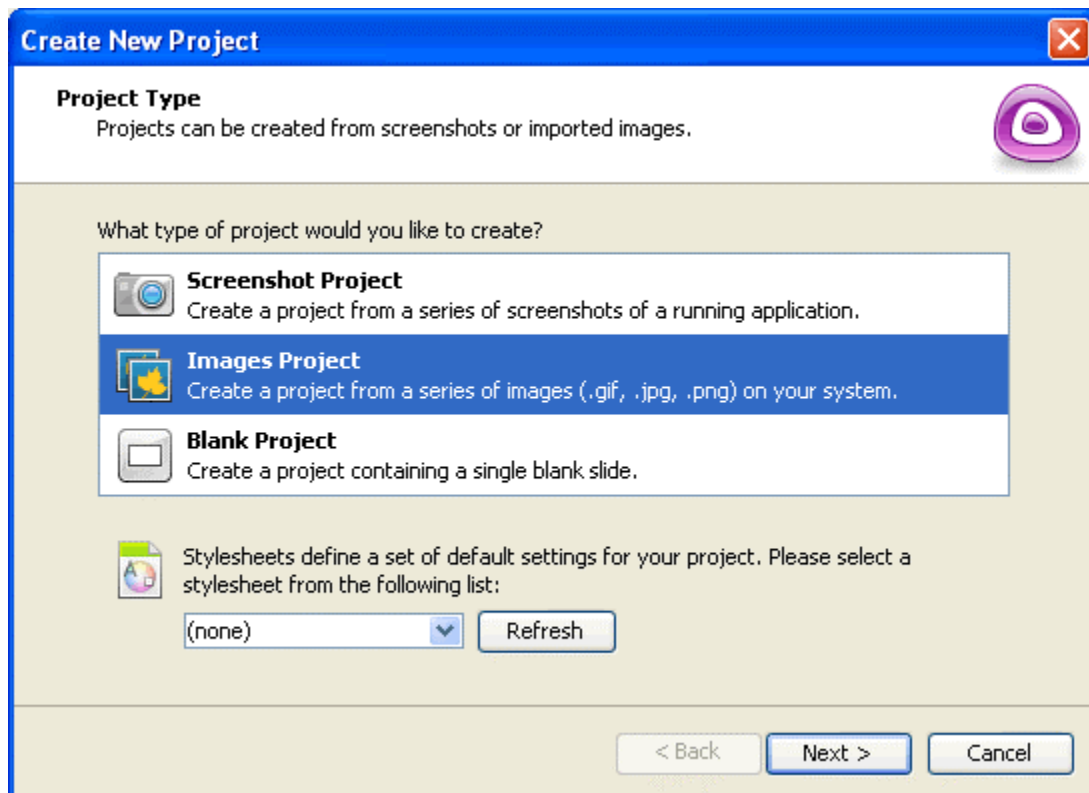 Create New Project
Project Type
Projects can be created from screenshots or imported images.
What type of project would you like to create?
Screenshot Project
Create a project from a series of screenshots of a running application.
Images Project
Create a project from a series of images (.gif, .jpg, .png) on your system.
Blank Project
Create a project containing a single blank slide.
Stylesheets define a set of default settings for your project. Please select a
stylesheet from the following list:
(none) Refresh
< Back Next > Cancel